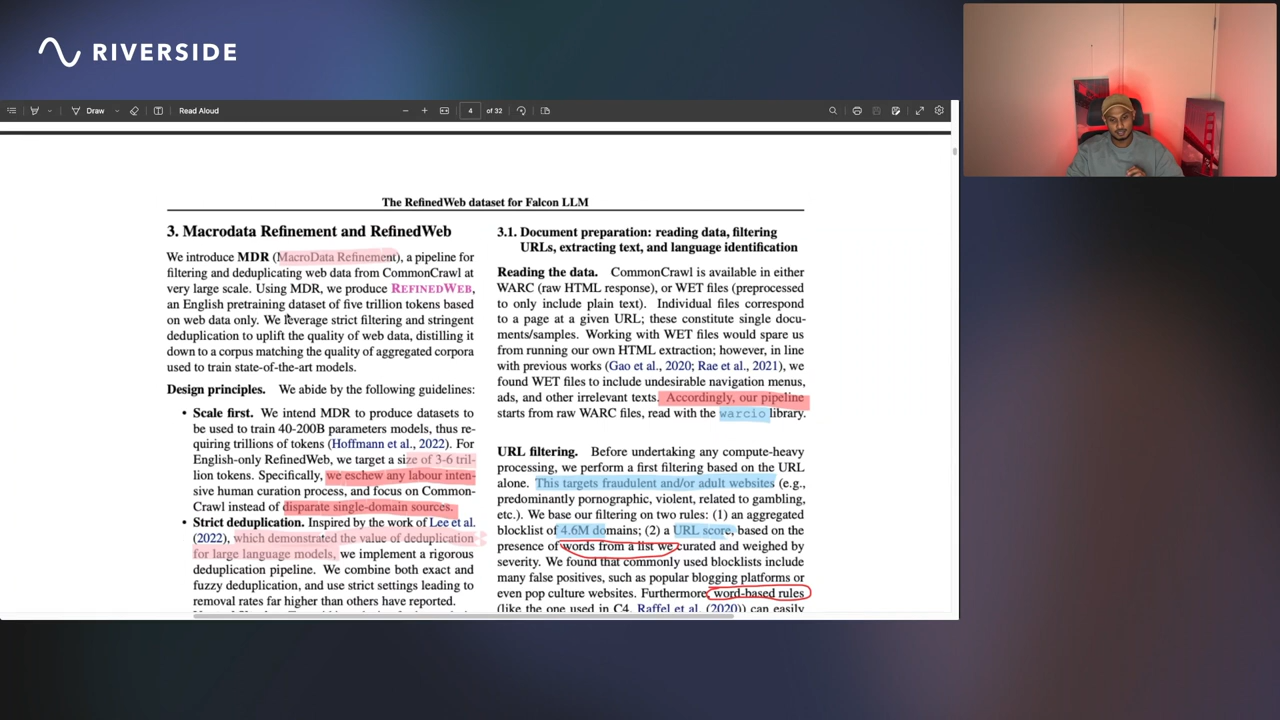 RIVERSIDE
Draw
Read Aloud
4
of 32
The RefinedWeb dataset for Falcon LLM
3. Macrodata Refinement and RefinedWeb
We introduce MDR (MacroData Refinement), a pipeline for
filtering and deduplicating web data from CommonCrawl at
very large scale. Using MDR, we produce REFINEDWEB,
an English pretraining dataset of five trillion tokens based
on web data only. We leverage strict filtering and stringent
deduplication to uplift the quality of web data, distilling it
down to a corpus matching the quality of aggregated corpora
used to train state-of-the-art models.
Design principles. We abide by the following guidelines:
• Scale first. We intend MDR to produce datasets to
be used to train 40-200B parameters models, thus re-
quiring trillions of tokens (Hoffmann et al., 2022). For
English-only RefinedWeb, we target a size of 3-6 tril-
lion tokens. Specifically, we eschew any labour inten-
sive human curation process, and focus on Common-
Crawl instead of disparate single-domain sources.
• Strict deduplication. Inspired by the work of Lee et al.
(2022), which demonstrated the value of deduplication
for large language models, we implement a rigorous
deduplication pipeline. We combine both exact and
fuzzy deduplication, and use strict settings leading to
removal rates far higher than others have reported.
3.1. Document preparation: reading data, filtering
URLs, extracting text, and language identification
Reading the data. CommonCrawl is available in either
WARC (raw HTML response), or WET files (preprocessed
to only include plain text). Individual files correspond
to a page at a given URL; these constitute single docu-
ments/samples. Working with WET files would spare us
from running our own HTML extraction; however, in line
with previous works (Gao et al., 2020; Rae et al., 2021), we
found WET files to include undesirable navigation menus,
ads, and other irrelevant texts. Accordingly, our pipeline
starts from raw WARC files, read with the warcio library.
URL filtering. Before undertaking any compute-heavy
processing, we perform a first filtering based on the URL
alone. This targets fraudulent and/or adult websites (e.g.,
predominantly pornographic, violent, related to gambling,
etc.). We base our filtering on two rules: (1) an aggregated
blocklist of 4.6M domains; (2) a URL score, based on the
presence of words from a list we curated and weighed by
severity. We found that commonly used blocklists include
many false positives, such as popular blogging platforms or
even pop culture websites. Furthermore, word-based rules
(like the one used in C4, Raffel et al. (2020)) can easily